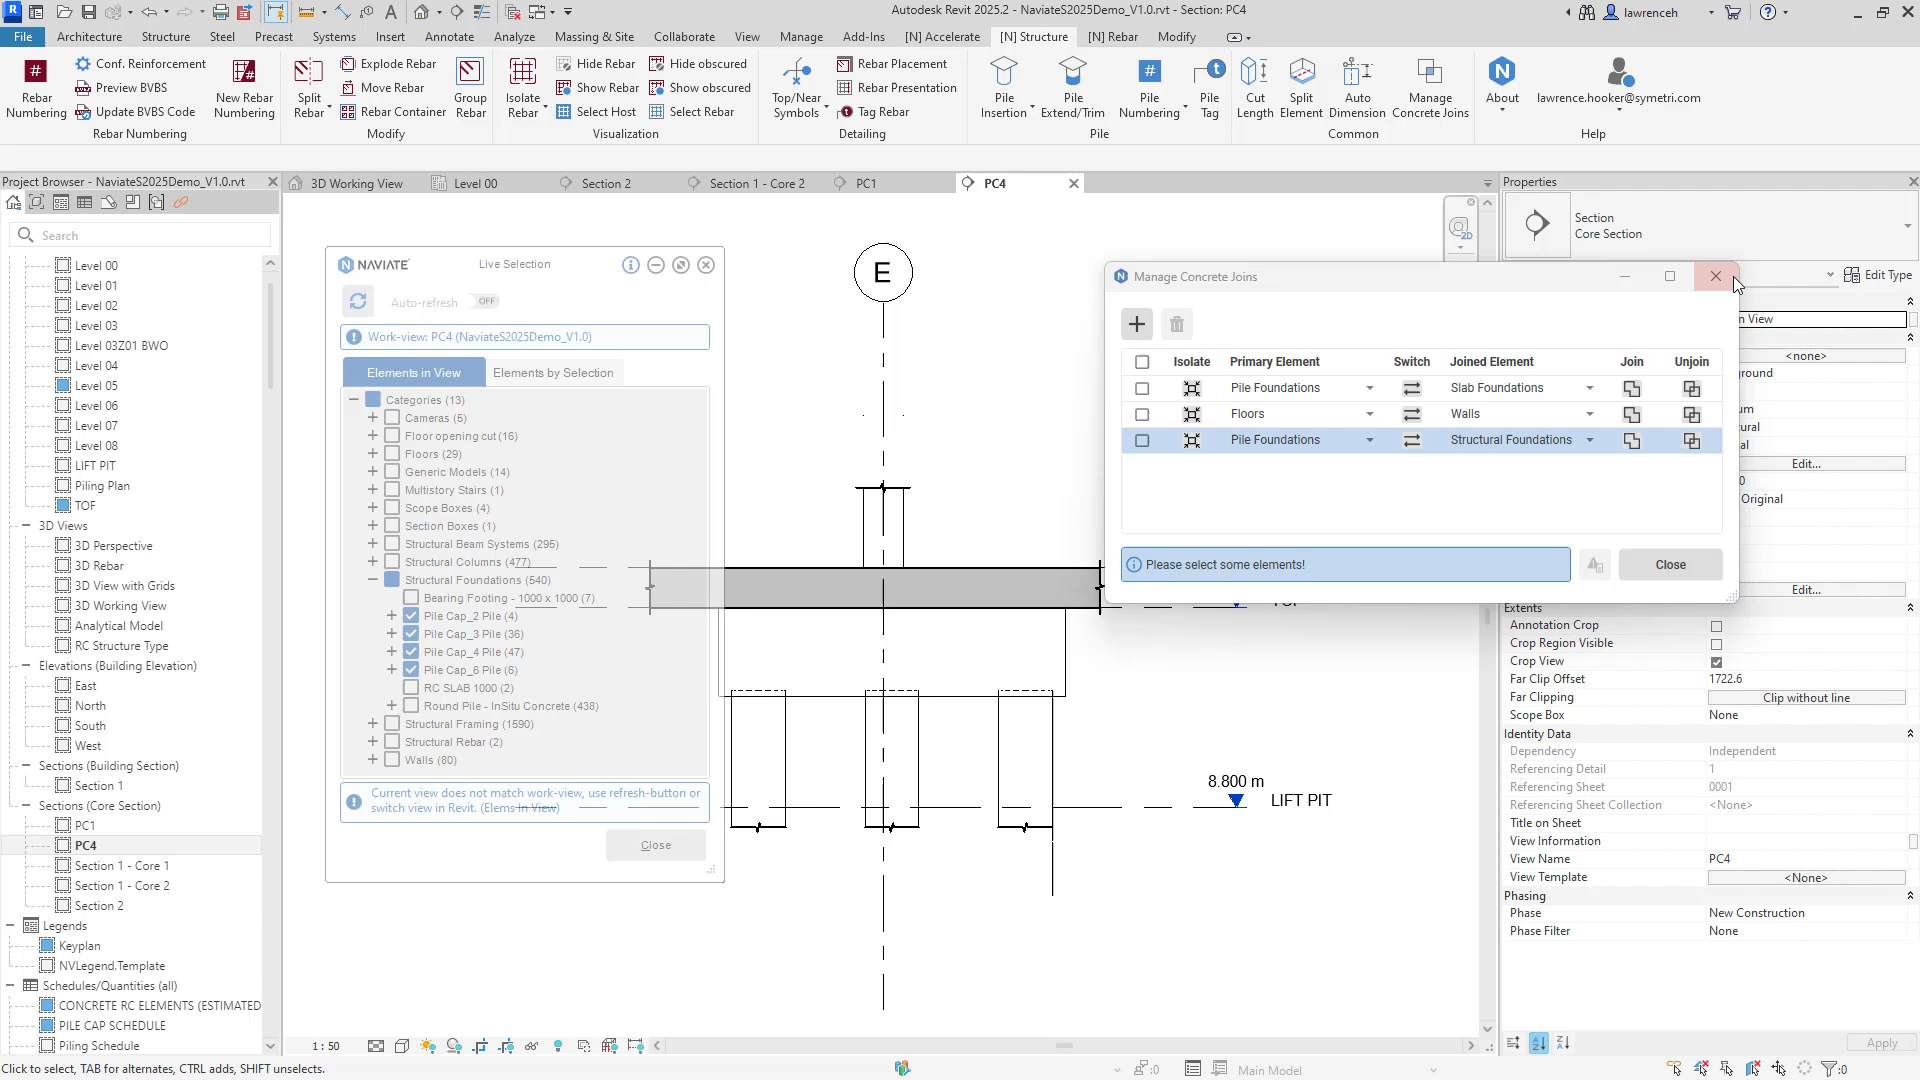 Autodesk Revit 2025.2 - NaviateS2025Demo_V1.0.rvt - Section: PC4
lawrenceh
File
Architecture
Structure
Steel
Precast
Systems
Insert
Annotate
Analyze
Massing & Site
Collaborate
View
Manage
Add-Ins
[N] Accelerate
[N] Structure
[N] Rebar
Modify
Rebar
Numbering
Conf. Reinforcement
Preview BVBS
Update BVBS Code
New Rebar
Numbering
Rebar Numbering
Split
Rebar
Explode Rebar
Move Rebar
Rebar Container
Group
Rebar
Modify
Isolate
Rebar
Hide Rebar
Show Rebar
Select Host
Hide obscured
Show obscured
Select Rebar
Visualization
Top/Near
Symbols
Rebar Placement
Rebar Presentation
Tag Rebar
Detailing
Pile
Insertion
Pile
Extend/Trim
Pile
Numbering
Pile
Tag
Pile
Cut
Length
Split
Element
Auto
Dimension
Manage
Concrete Joins
Common
About
lawrence.hooker@symetri.com
Help
Project Browser - NaviateS2025Demo_V1.0.rvt
Search
Level 00
Level 01
Level 02
Level 03
Level 03Z01 BWO
Level 04
Level 05
Level 06
Level 07
Level 08
LIFT PIT
Piling Plan
TOF
3D Views
3D Perspective
3D Rebar
3D View with Grids
3D Working View
Analytical Model
RC Structure Type
Elevations (Building Elevation)
East
North
South
West
Sections (Building Section)
Section 1
Sections (Core Section)
PC1
PC4
Section 1 - Core 1
Section 1 - Core 2
Section 2
Legends
Keyplan
NVLegend.Template
Schedules/Quantities (all)
CONCRETE RC ELEMENTS (ESTIMATED
PILE CAP SCHEDULE
Piling Schedule
3D Working View
Level 00
Section 2
Section 1 - Core 2
PC1
PC4
NAVIATE
Live Selection
Auto-refresh
OFF
Work-view: PC4 (NaviateS2025Demo_V1.0)
Elements in View
Elements by Selection
Categories (13)
Cameras (5)
Floor opening cut (16)
Floors (29)
Generic Models (14)
Multistory Stairs (1)
Scope Boxes (4)
Section Boxes (1)
Structural Beam Systems (295)
Structural Columns (477)
Structural Foundations (540)
Bearing Footing - 1000 x 1000 (7)
Pile Cap_2 Pile (4)
Pile Cap_3 Pile (36)
Pile Cap_4 Pile (47)
Pile Cap_6 Pile (6)
RC SLAB 1000 (2)
Round Pile - InSitu Concrete (438)
Structural Framing (1590)
Structural Rebar (2)
Walls (80)
Current view does not match work-view, use refresh-button or
switch view in Revit. (Elems In View)
Close
E
2D
8.800 m
LIFT PIT
Manage Concrete Joins
Isolate
Primary Element
Switch
Joined Element
Join
Unjoin
Pile Foundations
Slab Foundations
Floors
Walls
Pile Foundations
Structural Foundations
Please select some elements!
Close
Properties
Section
Core Section
Edit Type
n View
<none>
ground
um
tural
al
Edit...
0
Original
Edit...
Extents
Annotation Crop
Crop Region Visible
Crop View
Far Clip Offset
1722.6
Far Clipping
Clip without line
Scope Box
None
Identity Data
Dependency
Independent
Referencing Detail
1
Referencing Sheet
0001
Referencing Sheet Collection
<None>
Title on Sheet
View Information
View Name
PC4
View Template
<None>
Phasing
Phase
New Construction
Phase Filter
None
Apply
1 : 50
Click to select, TAB for alternates, CTRL adds, SHIFT unselects.
:0
Main Model
:0